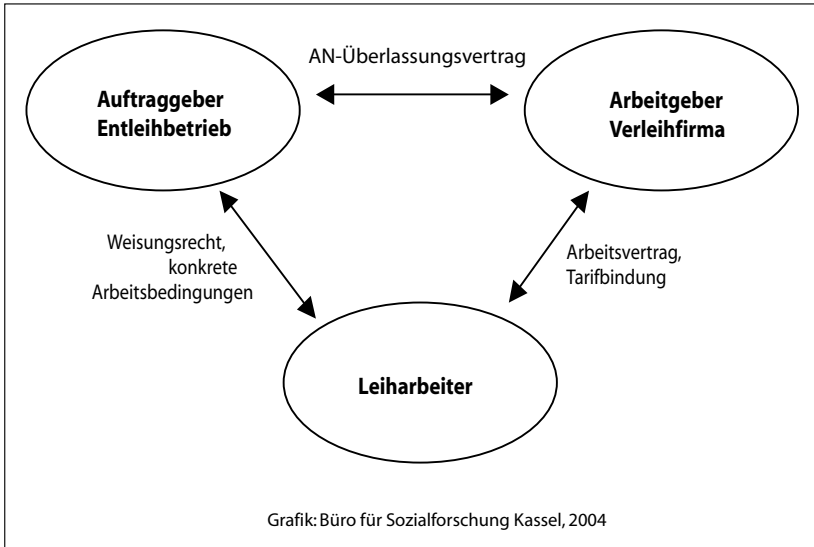 AN-Überlassungsvertrag
Auftraggeber
Entleihbetrieb
Arbeitgeber
Verleihfirma
Weisungsrecht,
konkrete
Arbeitsbedingungen
Arbeitsvertrag,
Tarifbindung
Leiharbeiter
Grafik: Büro für Sozialforschung Kassel, 2004